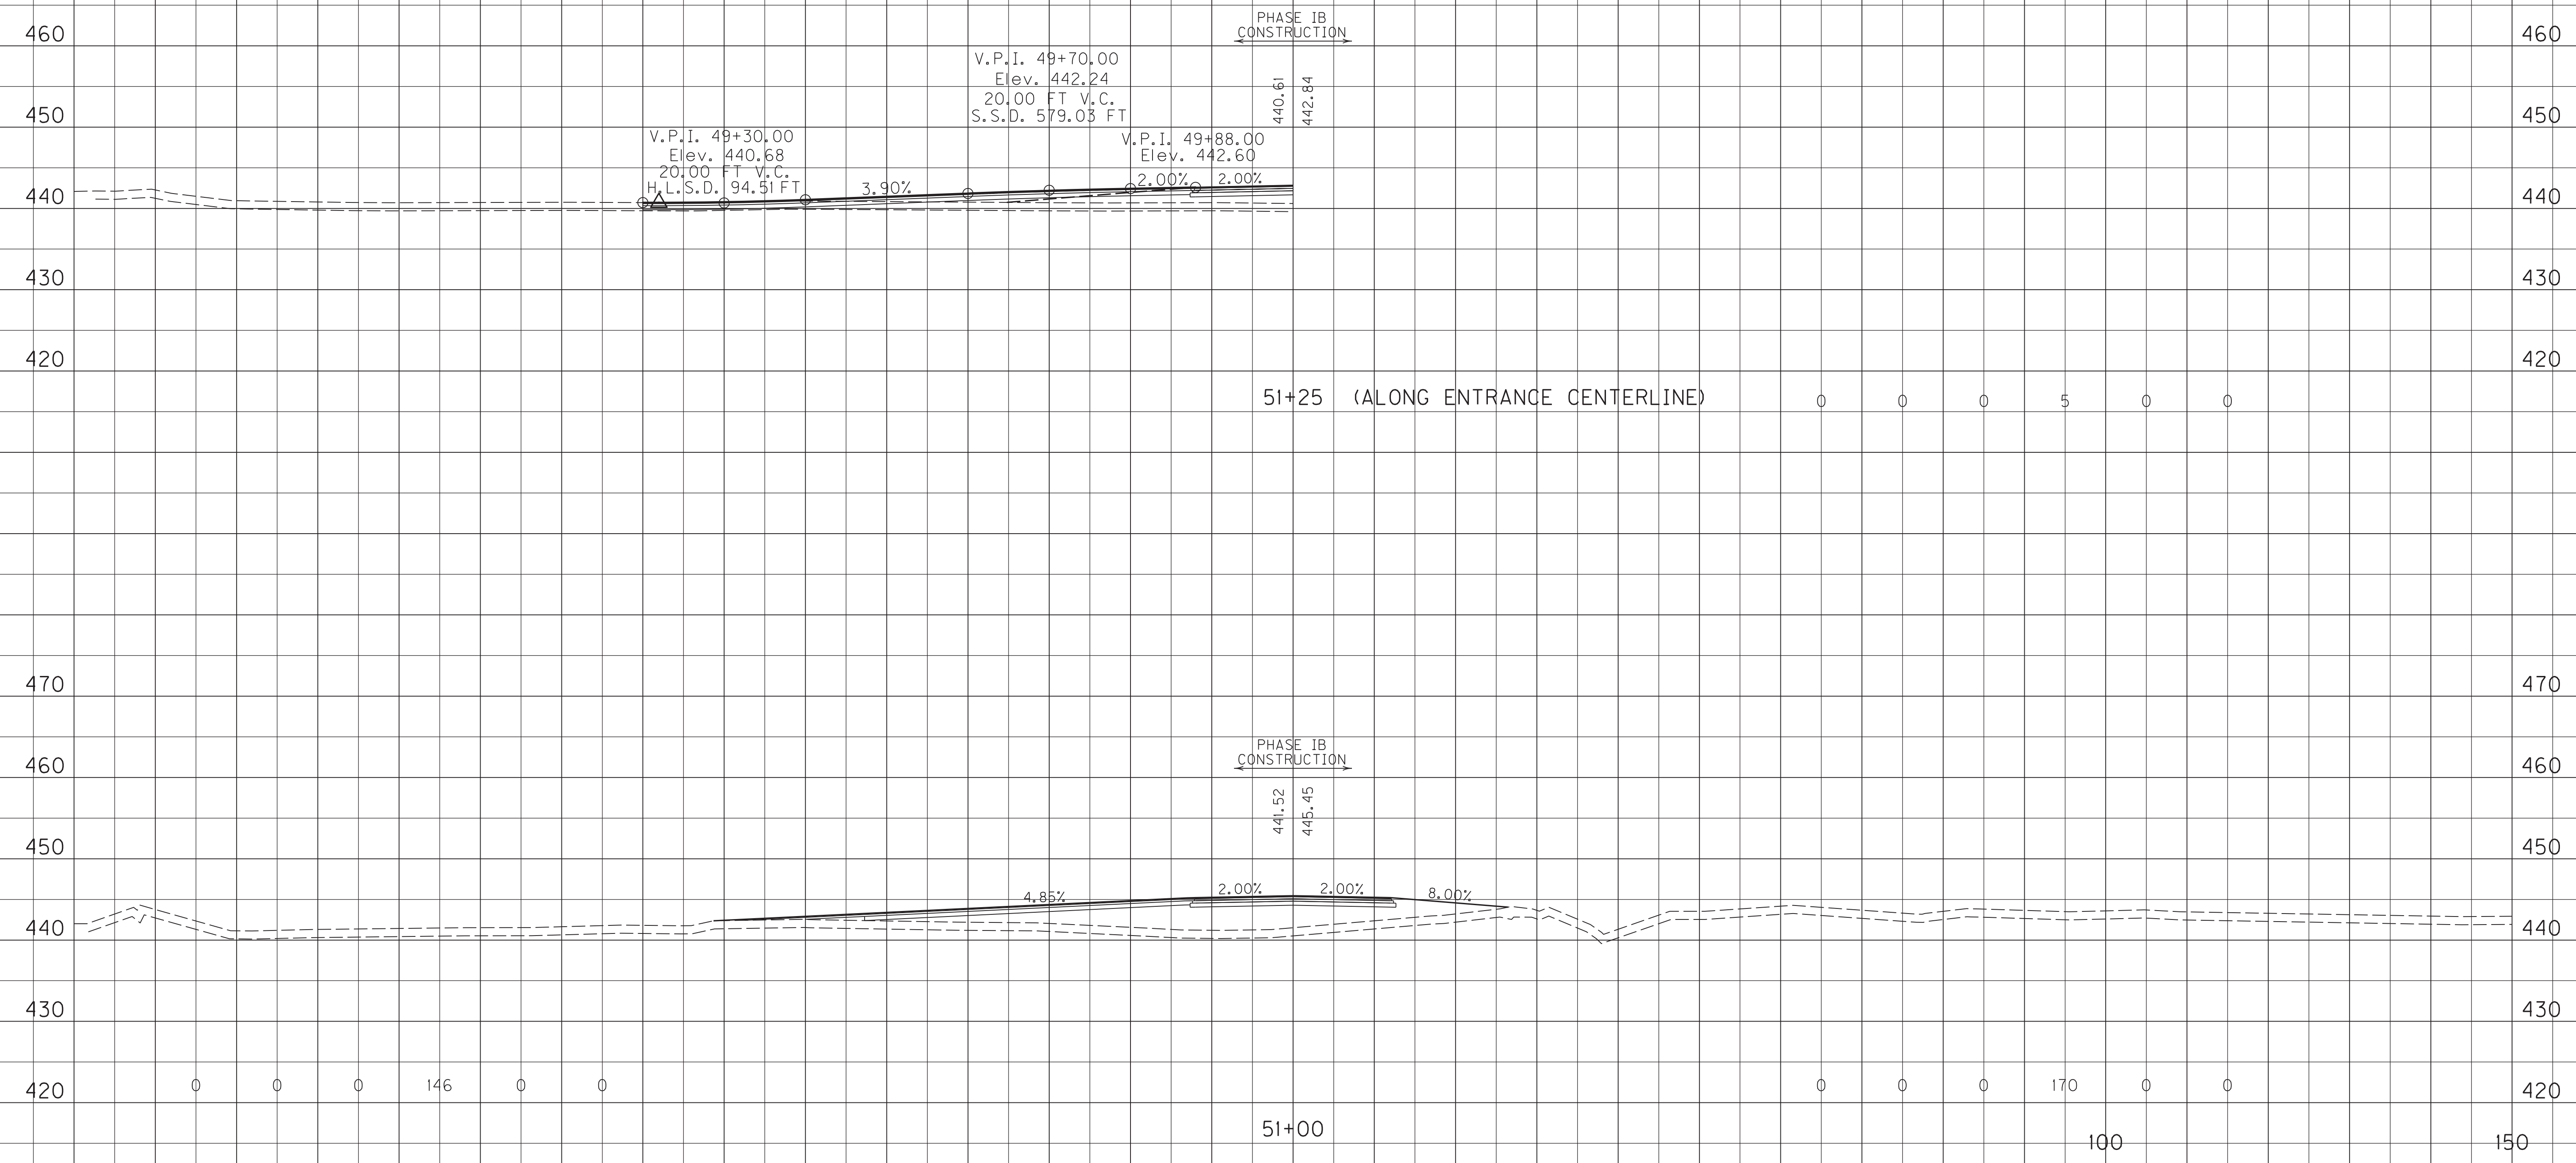 PHASE IB
CONSTRUCTION
460 460
V.P.I. 49+70.00
Elev. 442.24
20.00 FT V.C.
S.S.D. 579.03 FT
440.61
442.84
450 450
V.P.I. 49+30.00
Elev. 440.68
20.00 FT V.C.
H.L.S.D. 94.51 FT
V.P.I. 49+88.00
Elev. 442.60
3.90% 2.00% 2.00%
440 440
430 430
420 420
51+25 (ALONG ENTRANCE CENTERLINE) 0 0 0 5 0 0
470 470
PHASE IB
CONSTRUCTION
460 460
441.52
445.45
450 450
4.85% 2.00% 2.00% 8.00%
440 440
430 430
0 0 0 146 0 0 0 0 0 170 0 0
420 420
51+00
100 150